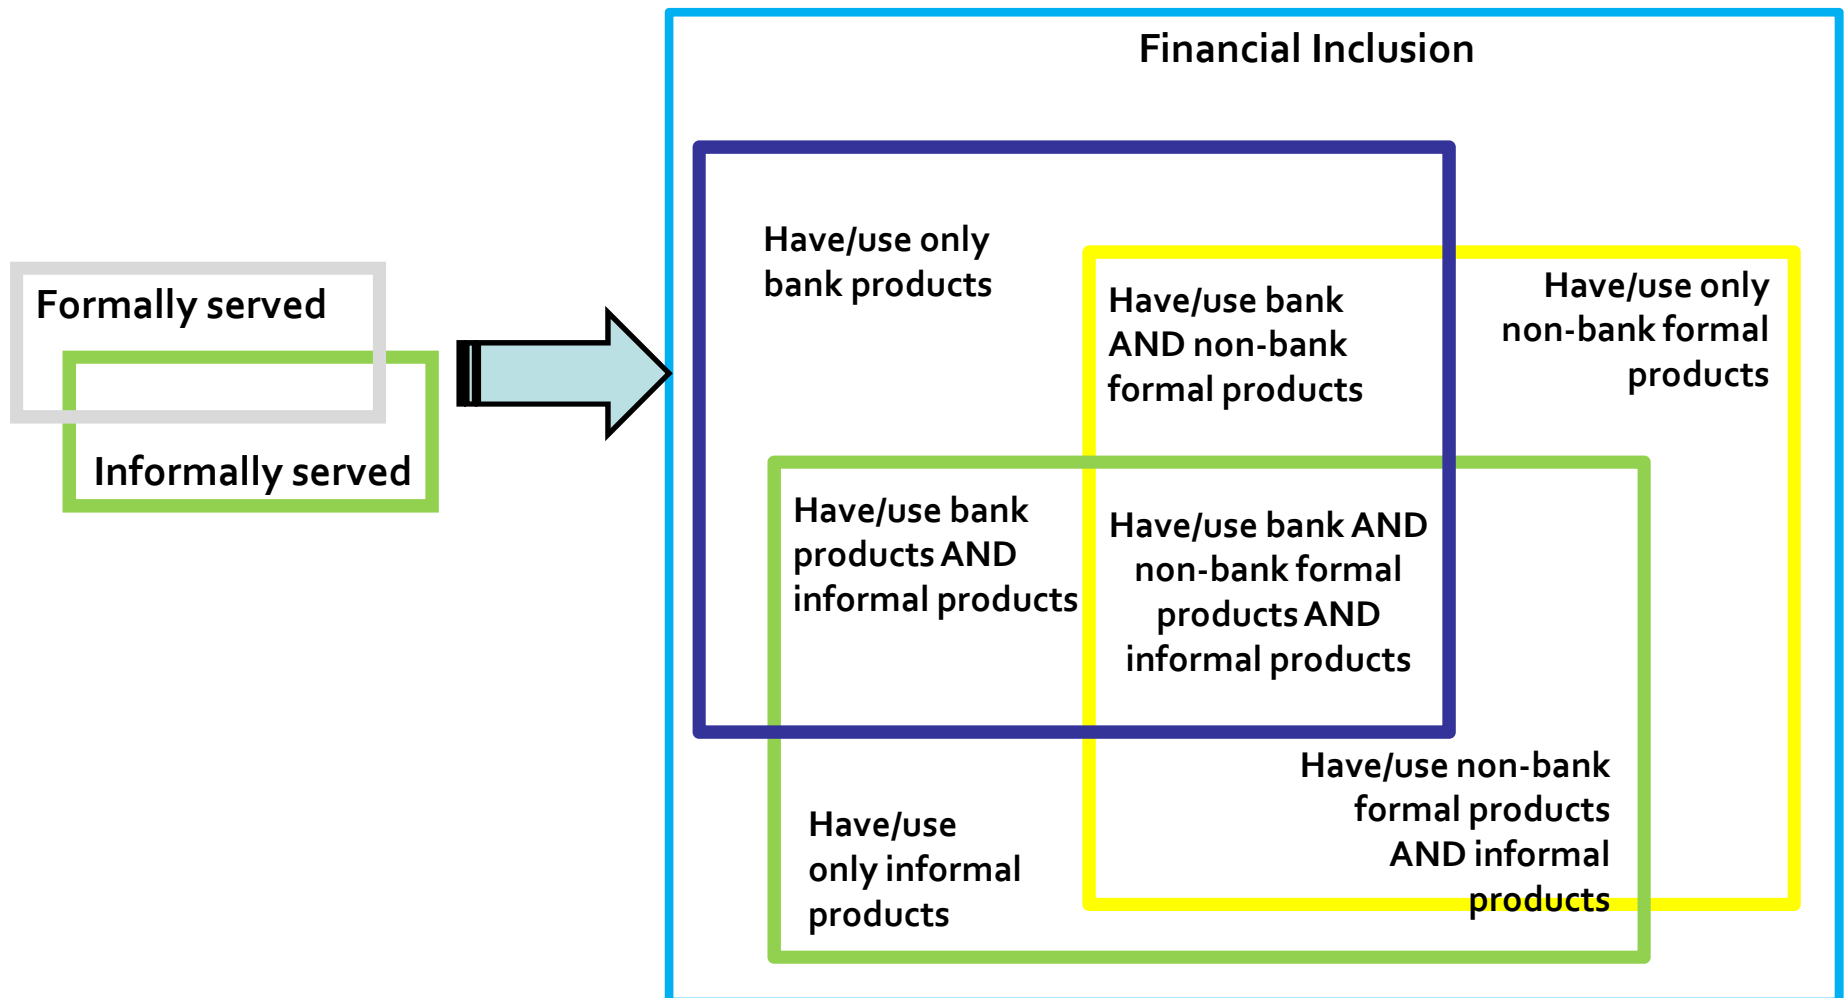 Financial Inclusion
Formally served
Informally served
Have/use only
bank products
Have/use bank
AND non-bank
formal products
Have/use only
non-bank formal
products
Have/use bank
products AND
informal products
Have/use bank AND
non-bank formal
products AND
informal products
Have/use
only informal
products
Have/use non-bank
formal products
AND informal
products